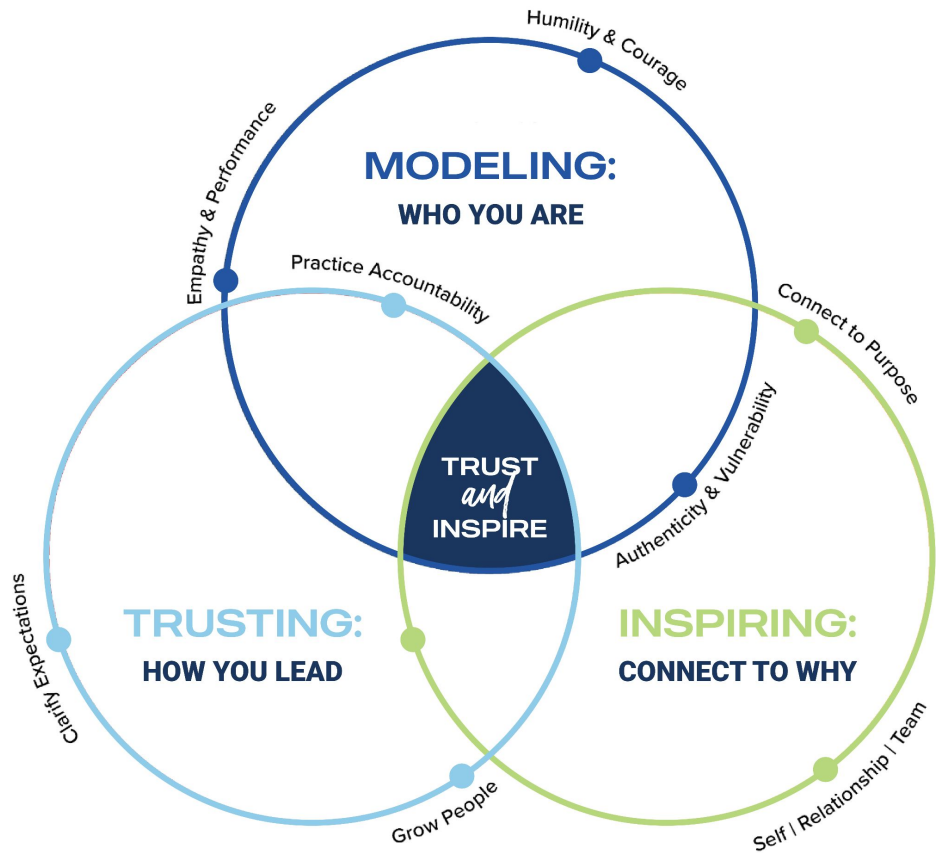 Humility & Courage
Empathy & Performance
MODELING:
WHO YOU ARE
Practice Accountability
Connect to Purpose
TRUST
and
INSPIRE
Authenticity & Vulnerability
TRUSTING:
HOW YOU LEAD
INSPIRING:
CONNECT TO WHY
Clarify Expectations
Grow People
Self | Relationship | Team